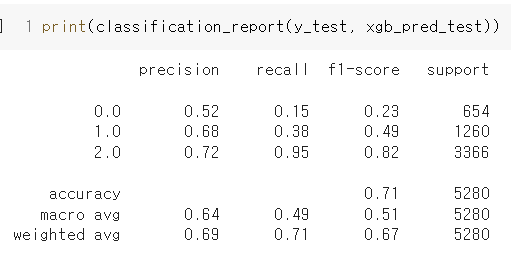 ] 1 print(classification_report(y_test, xgb_pred_test))
precision recall f1-score support
0.0 0.52 0.15 0.23 654
1.0 0.68 0.38 0.49 1260
2.0 0.72 0.95 0.82 3366
accuracy 0.71 5280
macro avg 0.64 0.49 0.51 5280
weighted avg 0.69 0.71 0.67 5280